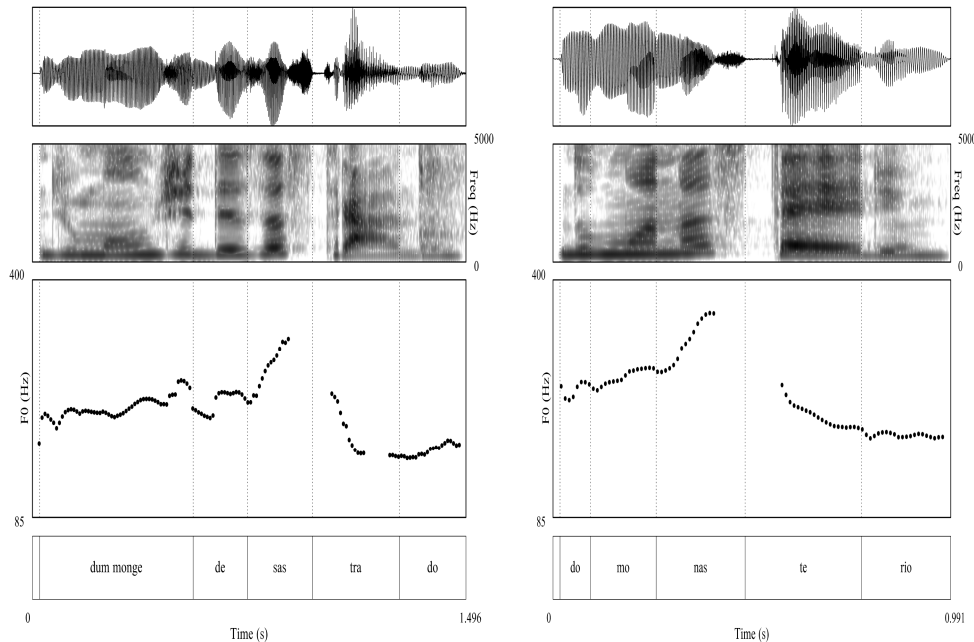 5000
Freq (Hz)
0
400
F0 (Hz)
85
dum monge de sas tra do
0 1.496
Time (s)
5000
Freq (Hz)
0
400
F0 (Hz)
85
do mo nas te rio
0 0.991
Time (s)